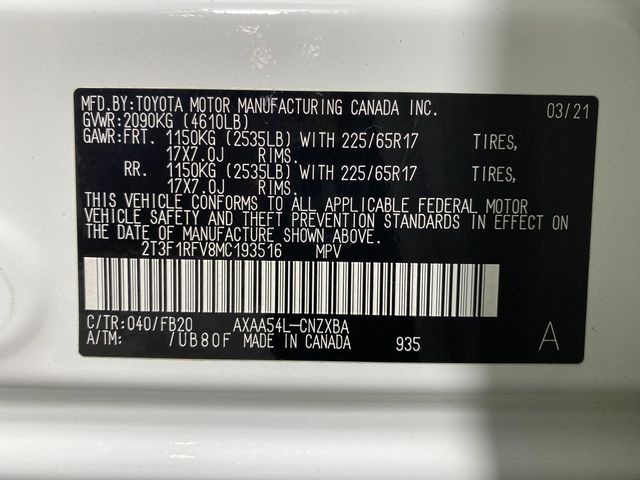 MFD.BY:TOYOTA MOTOR MANUFACTURING CANADA INC. 03/21
GVWR:2090KG (4610LB)
GAWR:FRT. 1150KG (2535LB) WITH 225/65R17 TIRES,
17X7.0J RIMS.
RR. 1150KG (2535LB) WITH 225/65R17 TIRES,
17X7.0J RIMS.
THIS VEHICLE CONFORMS TO ALL APPLICABLE FEDERAL MOTOR
VEHICLE SAFETY AND THEFT PREVENTION STANDARDS IN EFFECT ON
THE DATE OF MANUFACTURE SHOWN ABOVE.
2T3F1RFV8MC193516 MPV
C/TR:040/FB20 AXAA54L-CNZXBA
A/TM: /UB80F MADE IN CANADA 935 A